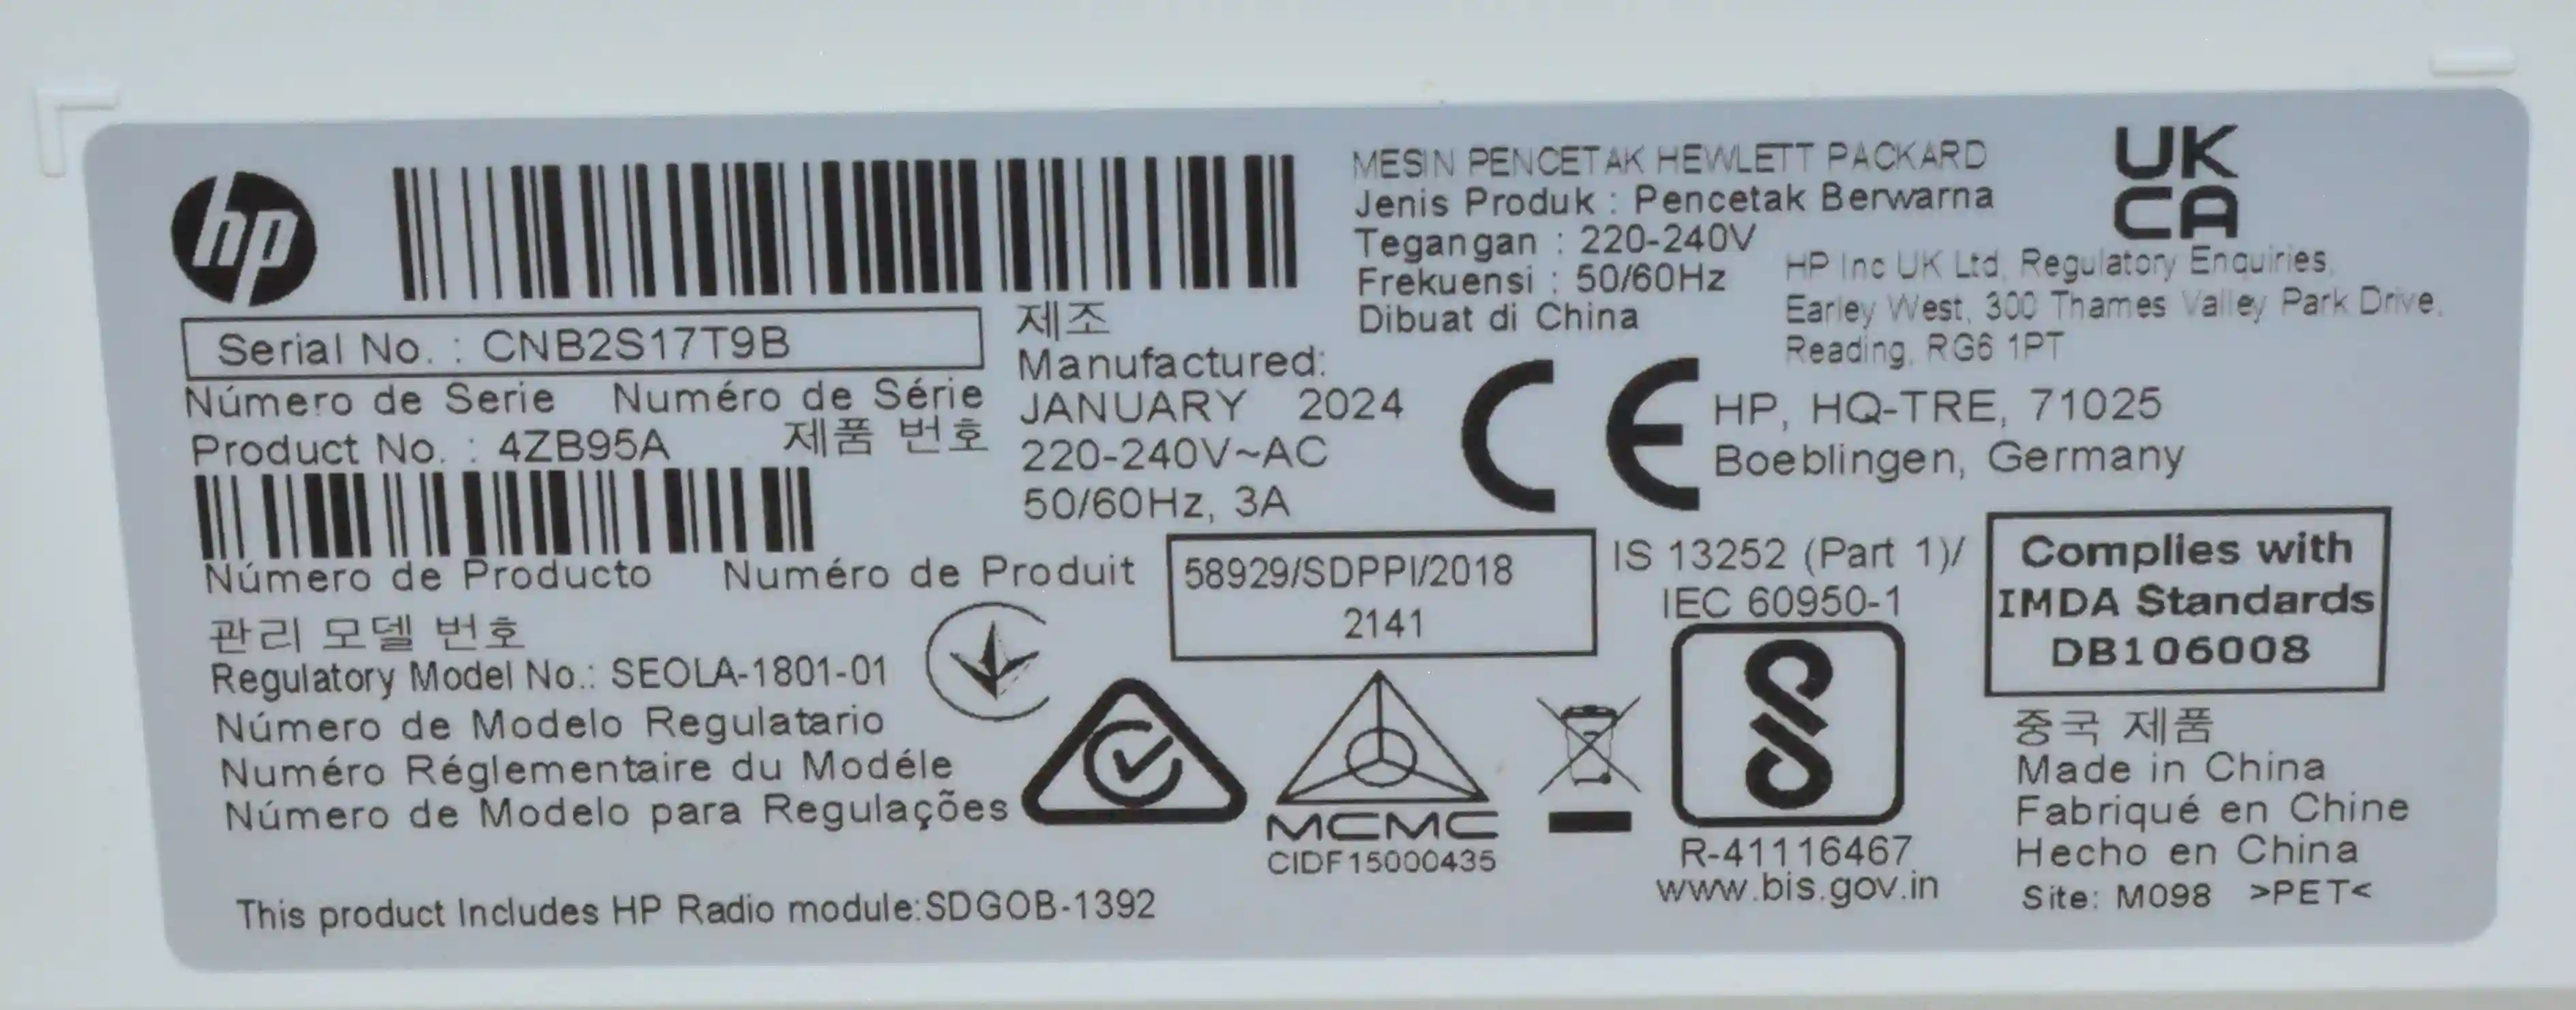 hp
Serial No. : CNB2S17T9B
Número de Serie Numéro de Série
Product No. : 4ZB95A 제품 번호
Número de Producto Numéro de Produit
관리 모델 번호
Regulatory Model No.: SEOLA-1801-01
Número de Modelo Regulatario
Numéro Réglementaire du Modéle
Número de Modelo para Regulações
This product Includes HP Radio module:SDGOB-1392
제조
Manufactured:
JANUARY 2024
220-240V~AC
50/60Hz, 3A
MESIN PENCETAK HEWLETT PACKARD
Jenis Produk : Pencetak Berwarna
Tegangan : 220-240V
Frekuensi : 50/60Hz
Dibuat di China
UK
CA
HP Inc UK Ltd, Regulatory Enquiries,
Earley West, 300 Thames Valley Park Drive,
Reading, RG6 1PT
CE
HP, HQ-TRE, 71025
Boeblingen, Germany
58929/SDPPI/2018
2141
MCMC
CIDF15000435
IS 13252 (Part 1)/
IEC 60950-1
R-41116467
www.bis.gov.in
Complies with
IMDA Standards
DB106008
중국 제품
Made in China
Fabriqué en Chine
Hecho en China
Site: M098 >PET<